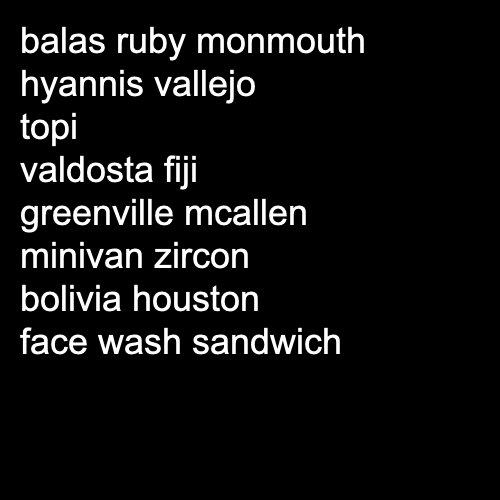 balas ruby monmouth
hyannis vallejo
topi
valdosta fiji
greenville mcallen
minivan zircon
bolivia houston
face wash sandwich